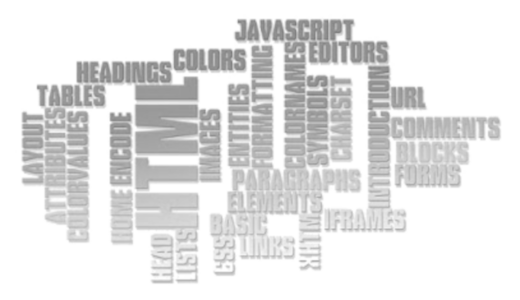 JAVASCRIPT
EDITORS
COLORS
HEADINGS
TABLES
LAYOUT
ATTRIBUTES
COLORVALUES
HOME
ENCODE
HTML
IMAGES
ENTITIES
FORMATTING
COLORNAMES
SYMBOLS
CHARSET
INTRODUCTION
URL
COMMENTS
BLOCKS
FORMS
PARAGRAPHS
ELEMENTS
IFRAMES
BASIC
LINKS
XHTML
CSS
HEAD
LISTS